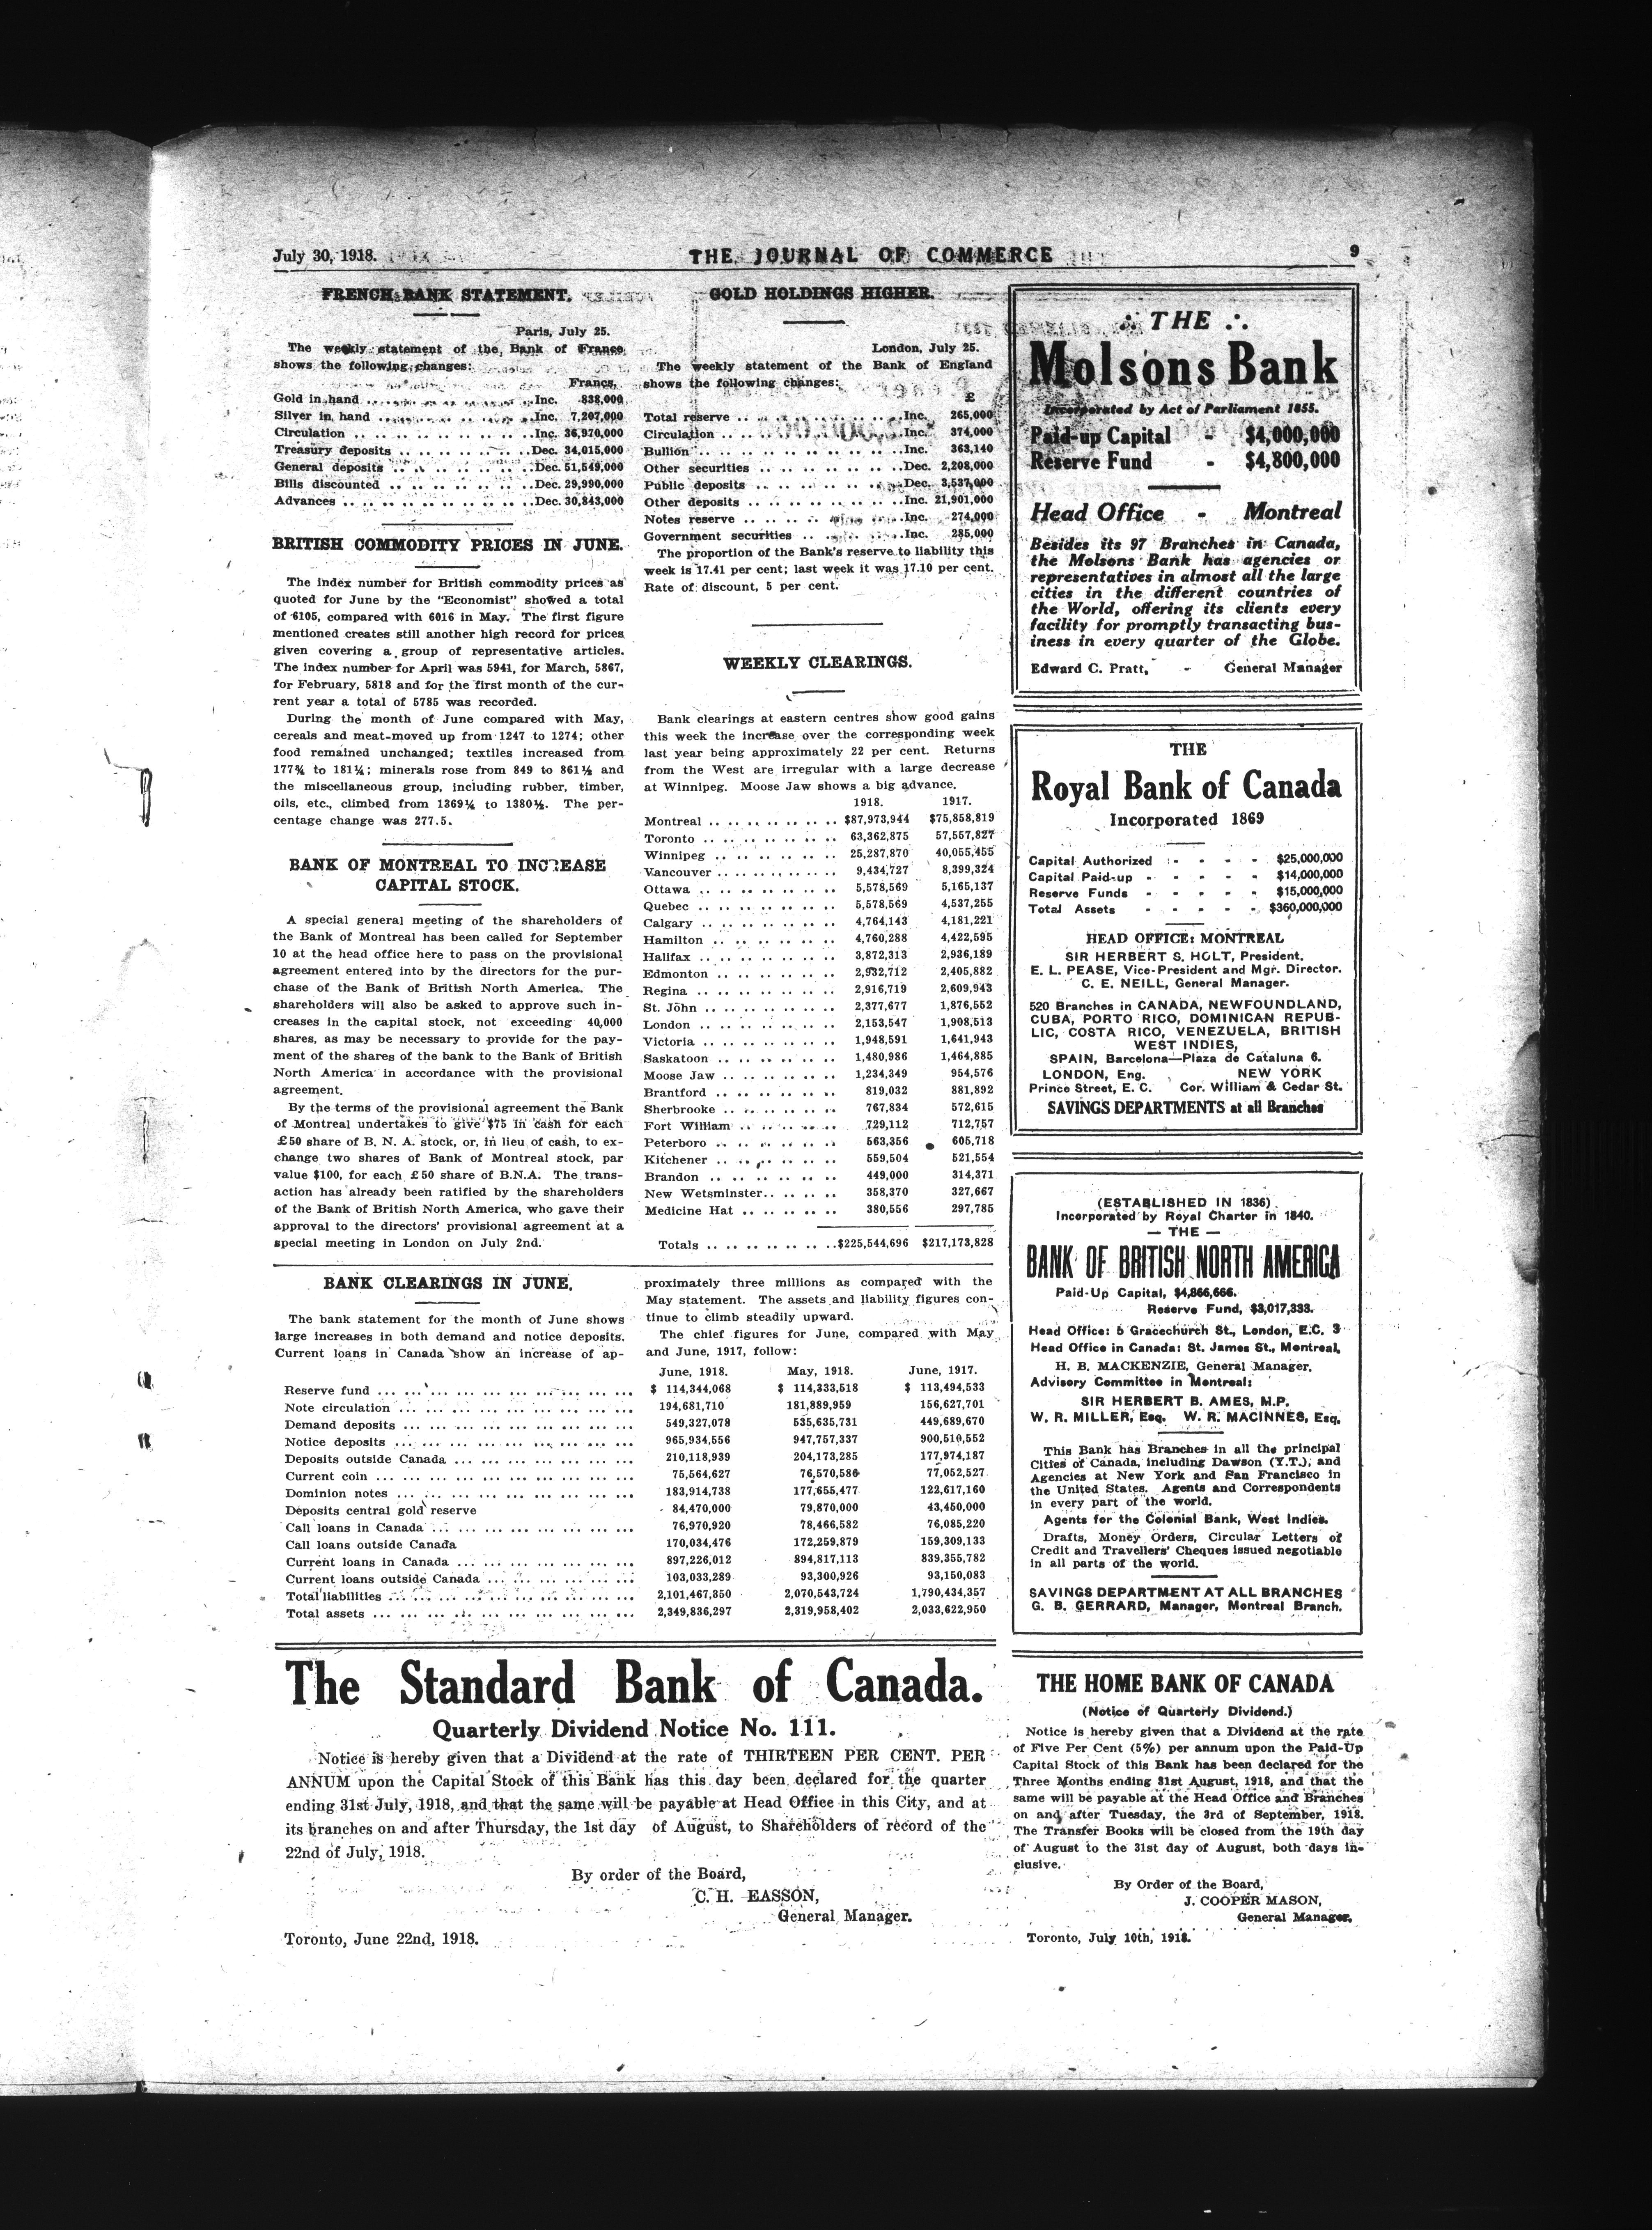 July 30, 1918.
THE JOURNAL OF COMMERCE
9
FRENCH BANK STATEMENT.
Paris, July 25.
The weekly statement of the Bank of France
shows the following changes:
Francs.
Gold in hand .. .. .. .. .. .. .. Inc. 838,000
Silver in hand .. .. .. .. .. .. Inc. 7,207,000
Circulation .. .. .. .. .. .. .. Inc. 36,970,000
Treasury deposits .. .. .. .. .. Dec. 34,015,000
General deposits .. .. .. .. .. Dec. 51,549,000
Bills discounted .. .. .. .. .. Dec. 29,990,000
Advances .. .. .. .. .. .. .. .. Dec. 30,843,000
BRITISH COMMODITY PRICES IN JUNE.
The index number for British commodity prices as
quoted for June by the "Economist" showed a total
of 6105, compared with 6016 in May. The first figure
mentioned creates still another high record for prices
given covering a group of representative articles.
The index number for April was 5941, for March, 5867,
for February, 5818 and for the first month of the cur-
rent year a total of 5785 was recorded.
During the month of June compared with May,
cereals and meat moved up from 1247 to 1274; other
food remained unchanged; textiles increased from
177¾ to 181¼; minerals rose from 849 to 861½ and
the miscellaneous group, including rubber, timber,
oils, etc., climbed from 1369¼ to 1380½. The per-
centage change was 277.5.
BANK OF MONTREAL TO INCREASE
CAPITAL STOCK.
A special general meeting of the shareholders of
the Bank of Montreal has been called for September
10 at the head office here to pass on the provisional
agreement entered into by the directors for the pur-
chase of the Bank of British North America. The
shareholders will also be asked to approve such in-
creases in the capital stock, not exceeding 40,000
shares, as may be necessary to provide for the pay-
ment of the shares of the bank to the Bank of British
North America in accordance with the provisional
agreement.
By the terms of the provisional agreement the Bank
of Montreal undertakes to give $75 in cash for each
£50 share of B. N. A. stock, or, in lieu of cash, to ex-
change two shares of Bank of Montreal stock, par
value $100, for each £50 share of B.N.A. The trans-
action has already been ratified by the shareholders
of the Bank of British North America, who gave their
approval to the directors' provisional agreement at a
special meeting in London on July 2nd.
GOLD HOLDINGS HIGHER.
London, July 25.
The weekly statement of the Bank of England
shows the following changes:
£
Total reserve .. .. .. .. .. .. Inc. 265,000
Circulation .. .. .. .. .. .. .. Inc. 374,000
Bullion .. .. .. .. .. .. .. .. Inc. 363,140
Other securities .. .. .. .. .. Dec. 2,208,000
Public deposits .. .. .. .. .. Dec. 3,537,000
Other deposits .. .. .. .. .. .. Inc. 21,901,000
Notes reserve .. .. .. .. .. .. Inc. 274,000
Government securities .. .. .. .. Inc. 285,000
The proportion of the Bank's reserve to liability this
week is 17.41 per cent; last week it was 17.10 per cent.
Rate of discount, 5 per cent.
WEEKLY CLEARINGS.
Bank clearings at eastern centres show good gains
this week the increase over the corresponding week
last year being approximately 22 per cent. Returns
from the West are irregular with a large decrease
at Winnipeg. Moose Jaw shows a big advance.
1918. 1917.
Montreal .. .. .. .. .. .. $87,973,944 $75,858,819
Toronto .. .. .. .. .. .. 63,362,875 57,557,827
Winnipeg .. .. .. .. .. .. 25,287,870 40,055,455
Vancouver .. .. .. .. .. .. 9,434,727 8,399,324
Ottawa .. .. .. .. .. .. 5,578,569 5,165,137
Quebec .. .. .. .. .. .. 5,578,569 4,537,255
Calgary .. .. .. .. .. .. 4,764,143 4,181,221
Hamilton .. .. .. .. .. .. 4,760,288 4,422,595
Halifax .. .. .. .. .. .. 3,872,313 2,936,189
Edmonton .. .. .. .. .. .. 2,932,712 2,405,882
Regina .. .. .. .. .. .. 2,916,719 2,609,943
St. John .. .. .. .. .. .. 2,377,677 1,876,552
London .. .. .. .. .. .. 2,153,547 1,908,513
Victoria .. .. .. .. .. .. 1,948,591 1,641,943
Saskatoon .. .. .. .. .. .. 1,480,986 1,464,885
Moose Jaw .. .. .. .. .. .. 1,234,349 954,576
Brantford .. .. .. .. .. .. 819,032 881,892
Sherbrooke .. .. .. .. .. .. 767,834 572,615
Fort William .. .. .. .. .. 729,112 712,757
Peterboro .. .. .. .. .. .. 563,356 605,718
Kitchener .. .. .. .. .. .. 559,504 521,554
Brandon .. .. .. .. .. .. 449,000 314,371
New Wetsminster .. .. .. .. 358,370 327,667
Medicine Hat .. .. .. .. .. 380,556 297,785
Totals .. .. .. .. .. .. ..$225,544,696 $217,173,828
BANK CLEARINGS IN JUNE.
The bank statement for the month of June shows
large increases in both demand and notice deposits.
Current loans in Canada show an increase of ap-
proximately three millions as compared with the
May statement. The assets and liability figures con-
tinue to climb steadily upward.
The chief figures for June, compared with May
and June, 1917, follow:
June, 1918. May, 1918. June, 1917.
Reserve fund ... ... ... ... ... ... $ 114,344,068 $ 114,333,518 $ 113,494,533
Note circulation ... ... ... ... ... 194,681,710 181,889,959 156,627,701
Demand deposits ... ... ... ... ... 549,327,078 535,635,731 449,689,670
Notice deposits ... ... ... ... ... 965,934,556 947,757,337 900,510,552
Deposits outside Canada ... ... ... ... 210,118,939 204,173,285 177,974,187
Current coin ... ... ... ... ... ... 75,564,627 76,570,586 77,052,527
Dominion notes ... ... ... ... ... 183,914,738 177,655,477 122,617,160
Deposits central gold reserve 84,470,000 79,870,000 43,450,000
Call loans in Canada ... ... ... ... 76,970,920 78,466,582 76,085,220
Call loans outside Canada 170,034,476 172,259,879 159,309,133
Current loans in Canada ... ... ... ... 897,226,012 894,817,113 839,355,782
Current loans outside Canada ... ... ... 103,033,289 93,300,926 93,150,083
Total liabilities ... ... ... ... ... 2,101,467,350 2,070,543,724 1,790,434,357
Total assets ... ... ... ... ... ... 2,349,836,297 2,319,958,402 2,033,622,950
The Standard Bank of Canada.
Quarterly Dividend Notice No. 111.
Notice is hereby given that a Dividend at the rate of THIRTEEN PER CENT. PER
ANNUM upon the Capital Stock of this Bank has this day been declared for the quarter
ending 31st July, 1918, and that the same will be payable at Head Office in this City, and at
its branches on and after Thursday, the 1st day of August, to Shareholders of record of the
22nd of July, 1918.
By order of the Board,
C. H. EASSON,
General Manager.
Toronto, June 22nd, 1918.
∴ THE ∴
Molsons Bank
Incorporated by Act of Parliament 1855.
Paid-up Capital - $4,000,000
Reserve Fund - $4,800,000
Head Office - Montreal
Besides its 97 Branches in Canada,
the Molsons Bank has agencies or
representatives in almost all the large
cities in the different countries of
the World, offering its clients every
facility for promptly transacting bus-
iness in every quarter of the Globe.
Edward C. Pratt, - General Manager
THE
Royal Bank of Canada
Incorporated 1869
Capital Authorized - - - - $25,000,000
Capital Paid-up - - - - - $14,000,000
Reserve Funds - - - - - $15,000,000
Total Assets - - - - - $360,000,000
HEAD OFFICE: MONTREAL
SIR HERBERT S. HOLT, President.
E. L. PEASE, Vice-President and Mgr. Director.
C. E. NEILL, General Manager.
520 Branches in CANADA, NEWFOUNDLAND,
CUBA, PORTO RICO, DOMINICAN REPUB-
LIC, COSTA RICO, VENEZUELA, BRITISH
WEST INDIES,
SPAIN, Barcelona—Plaza de Cataluna 6.
LONDON, Eng. NEW YORK
Prince Street, E. C. Cor. William & Cedar St.
SAVINGS DEPARTMENTS at all Branches
(ESTABLISHED IN 1836)
Incorporated by Royal Charter in 1840.
— THE —
BANK OF BRITISH NORTH AMERICA
Paid-Up Capital, $4,866,666.
Reserve Fund, $3,017,333.
Head Office: 5 Gracechurch St., London, E.C. 3
Head Office in Canada: St. James St., Montreal.
H. B. MACKENZIE, General Manager.
Advisory Committee in Montreal:
SIR HERBERT B. AMES, M.P.
W. R. MILLER, Esq. W. R. MACINNES, Esq.
This Bank has Branches in all the principal
Cities of Canada, including Dawson (Y.T.), and
Agencies at New York and San Francisco in
the United States. Agents and Correspondents
in every part of the world.
Agents for the Colonial Bank, West Indies.
Drafts, Money Orders, Circular Letters of
Credit and Travellers' Cheques issued negotiable
in all parts of the world.
SAVINGS DEPARTMENT AT ALL BRANCHES
G. B. GERRARD, Manager, Montreal Branch.
THE HOME BANK OF CANADA
(Notice of Quarterly Dividend.)
Notice is hereby given that a Dividend at the rate
of Five Per Cent (5%) per annum upon the Paid-Up
Capital Stock of this Bank has been declared for the
Three Months ending 31st August, 1918, and that the
same will be payable at the Head Office and Branches
on and after Tuesday, the 3rd of September, 1918.
The Transfer Books will be closed from the 19th day
of August to the 31st day of August, both days in-
clusive.
By Order of the Board,
J. COOPER MASON,
General Manager.
Toronto, July 10th, 1918.